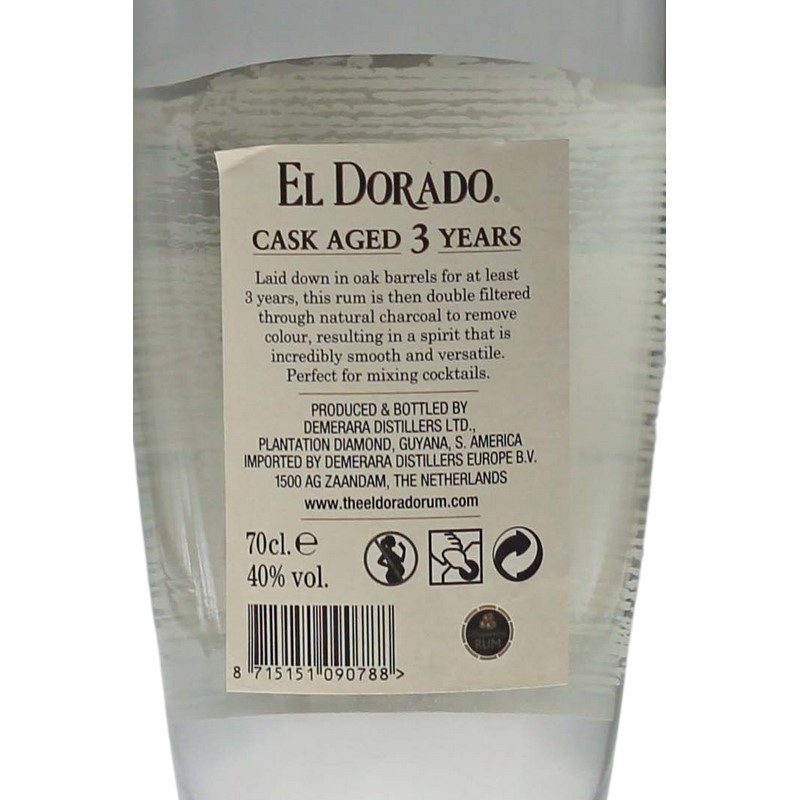 EL DORADO®
CASK AGED 3 YEARS
Laid down in oak barrels for at least
3 years, this rum is then double filtered
through natural charcoal to remove
colour, resulting in a spirit that is
incredibly smooth and versatile.
Perfect for mixing cocktails.
PRODUCED & BOTTLED BY
DEMERARA DISTILLERS LTD.,
PLANTATION DIAMOND, GUYANA, S. AMERICA
IMPORTED BY DEMERARA DISTILLERS EUROPE B.V.
1500 AG ZAANDAM, THE NETHERLANDS
www.theeldoradorum.com
70cl. ℮
40% vol.
RUM
8 715151 090788 >